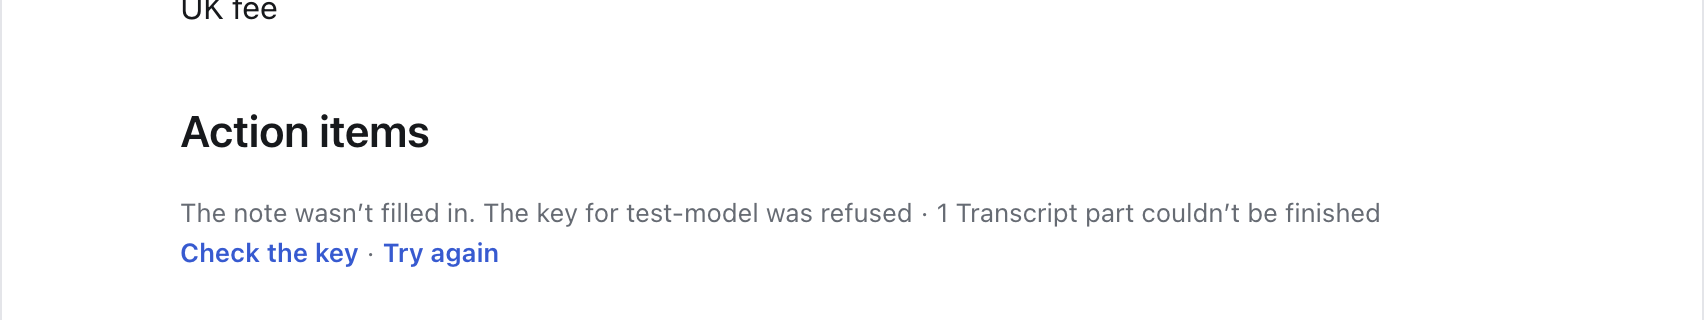 UK fee
Action items
The note wasn’t filled in. The key for test-model was refused · 1 Transcript part couldn’t be finished
Check the key · Try again